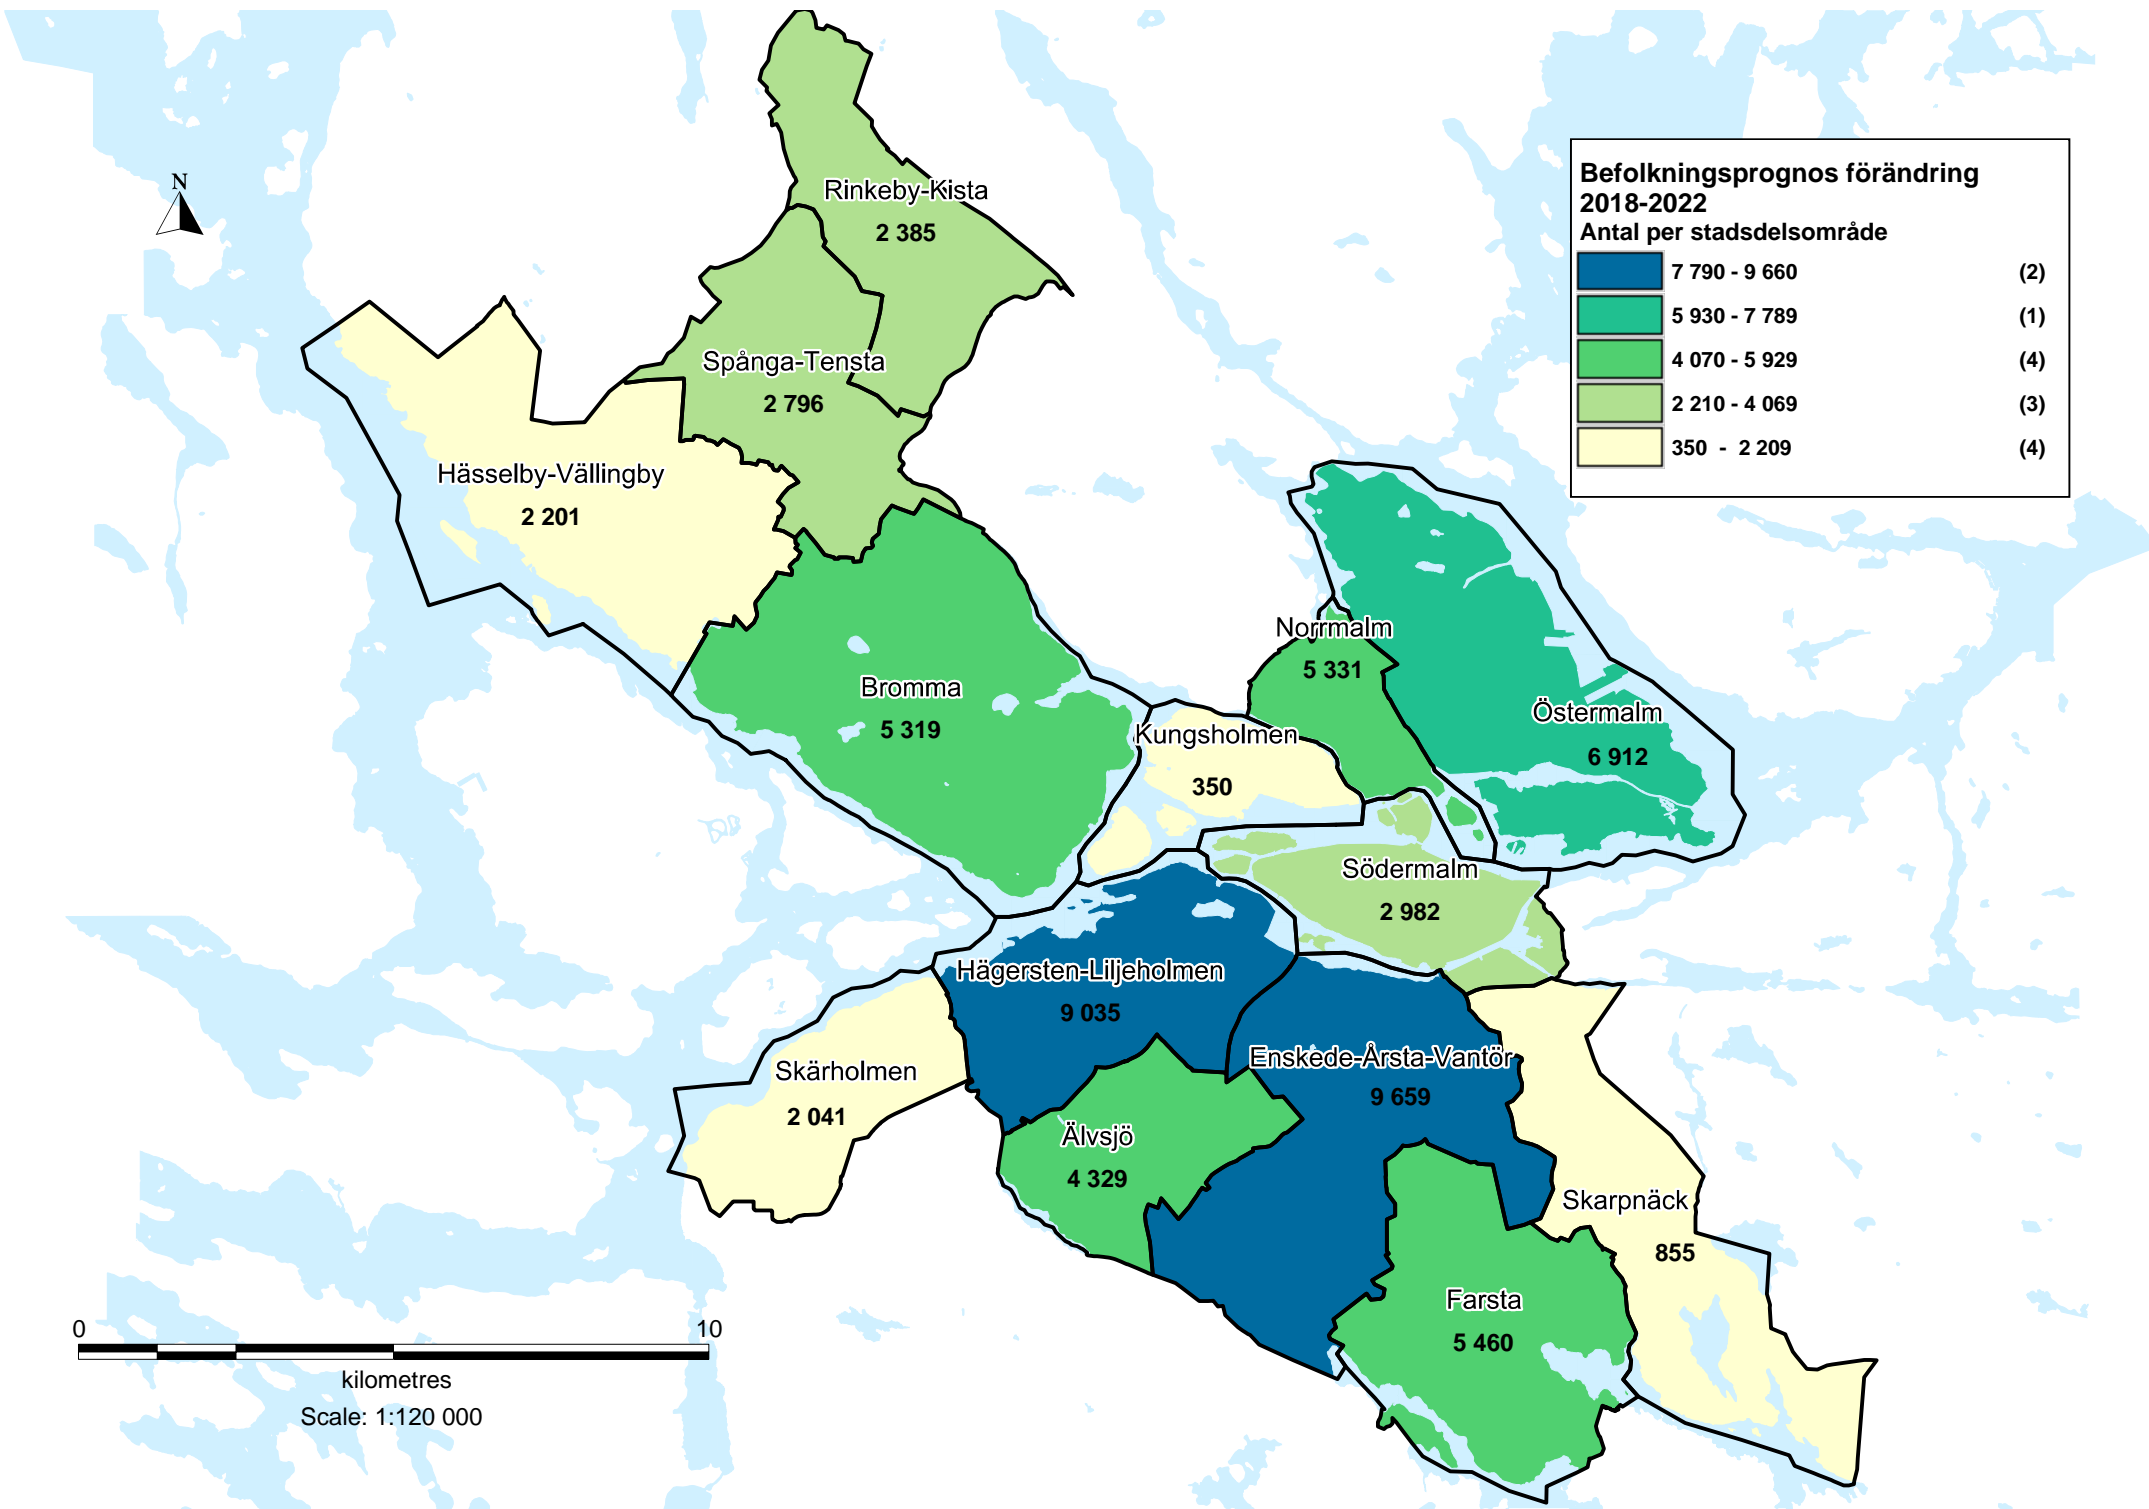 N
Befolkningsprognos förändring
2018-2022
Antal per stadsdelsområde
7 790 - 9 660 (2)
5 930 - 7 789 (1)
4 070 - 5 929 (4)
2 210 - 4 069 (3)
350 - 2 209 (4)
Rinkeby-Kista
2 385
Spånga-Tensta
2 796
Hässelby-Vällingby
2 201
Bromma
5 319
Norrmalm
5 331
Östermalm
6 912
Kungsholmen
350
Södermalm
2 982
Hägersten-Liljeholmen
9 035
Enskede-Årsta-Vantör
9 659
Skärholmen
2 041
Älvsjö
4 329
Skarpnäck
855
Farsta
5 460
0 10
kilometres
Scale: 1:120 000